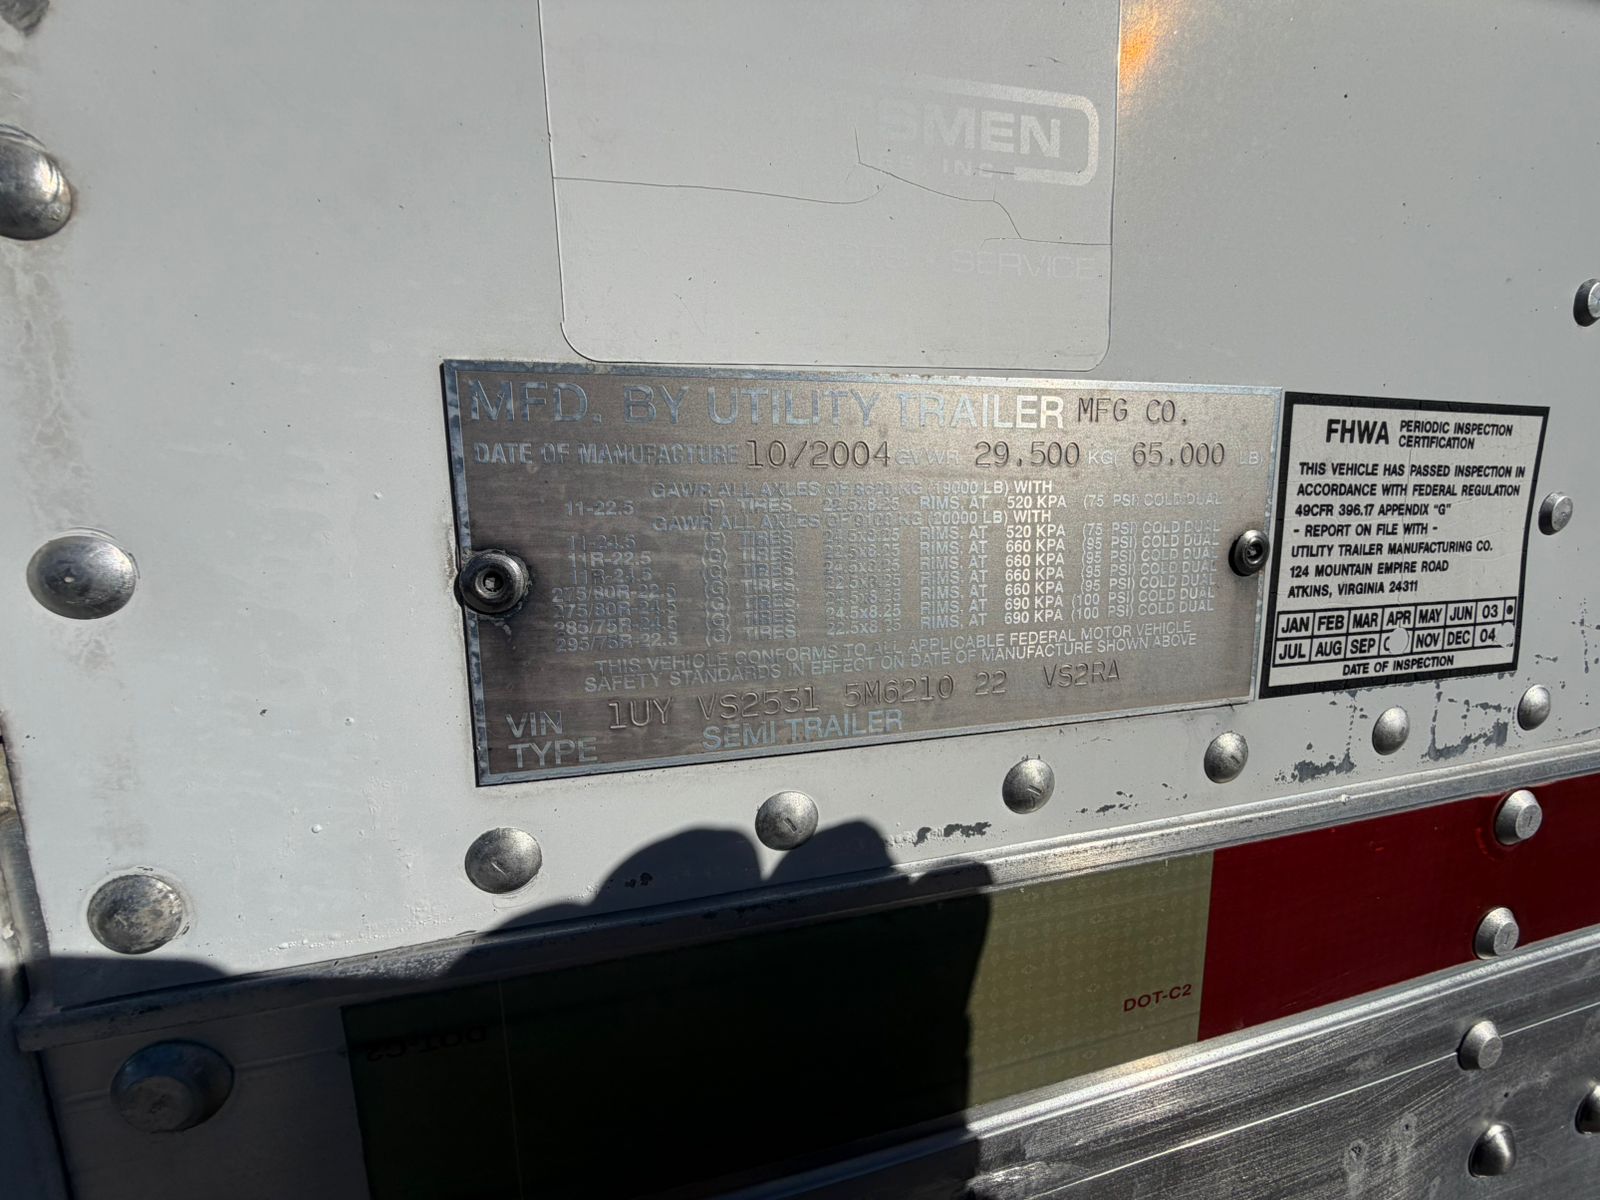 SMEN
INC
SERVICE
MFD. BY UTILITY TRAILER MFG CO.
DATE OF MANUFACTURE 10/2004 GVWR 29.500 KG( 65.000 LB)
GAWR ALL AXLES OF 8620 KG (19000 LB) WITH
11-22.5 (F) TIRES, 22.5x8.25 RIMS, AT 520 KPA (75 PSI) COLD DUAL
GAWR ALL AXLES OF 9100 KG (20000 LB) WITH
11-24.5 TIRES, 24.5x8.25 RIMS, AT 520 KPA (75 PSI) COLD DUAL
11R-22.5 (G) TIRES, 22.5x8.25 RIMS, AT 660 KPA (95 PSI) COLD DUAL
11R-24.5 (G) TIRES, 24.5x8.25 RIMS, AT 660 KPA (95 PSI) COLD DUAL
275/80R-22.5 (G) TIRES, 22.5x8.25 RIMS, AT 660 KPA (95 PSI) COLD DUAL
275/80R-24.5 (G) TIRES, 24.5x8.25 RIMS, AT 660 KPA (95 PSI) COLD DUAL
285/75R-24.5 (G) TIRES, 24.5x8.25 RIMS, AT 690 KPA (100 PSI) COLD DUAL
295/75R-22.5 (G) TIRES, 22.5x8.25 RIMS, AT 690 KPA (100 PSI) COLD DUAL
THIS VEHICLE CONFORMS TO ALL APPLICABLE FEDERAL MOTOR VEHICLE
SAFETY STANDARDS IN EFFECT ON DATE OF MANUFACTURE SHOWN ABOVE
VIN 1UY VS2531 5M6210 22 VS2RA
TYPE SEMI TRAILER
FHWA PERIODIC INSPECTION
CERTIFICATION
THIS VEHICLE HAS PASSED INSPECTION IN
ACCORDANCE WITH FEDERAL REGULATION
49CFR 396.17 APPENDIX "G"
- REPORT ON FILE WITH -
UTILITY TRAILER MANUFACTURING CO.
124 MOUNTAIN EMPIRE ROAD
ATKINS, VIRGINIA 24311
JAN FEB MAR APR MAY JUN 03
JUL AUG SEP NOV DEC 04
DATE OF INSPECTION
DOT-C2
DOT-C2